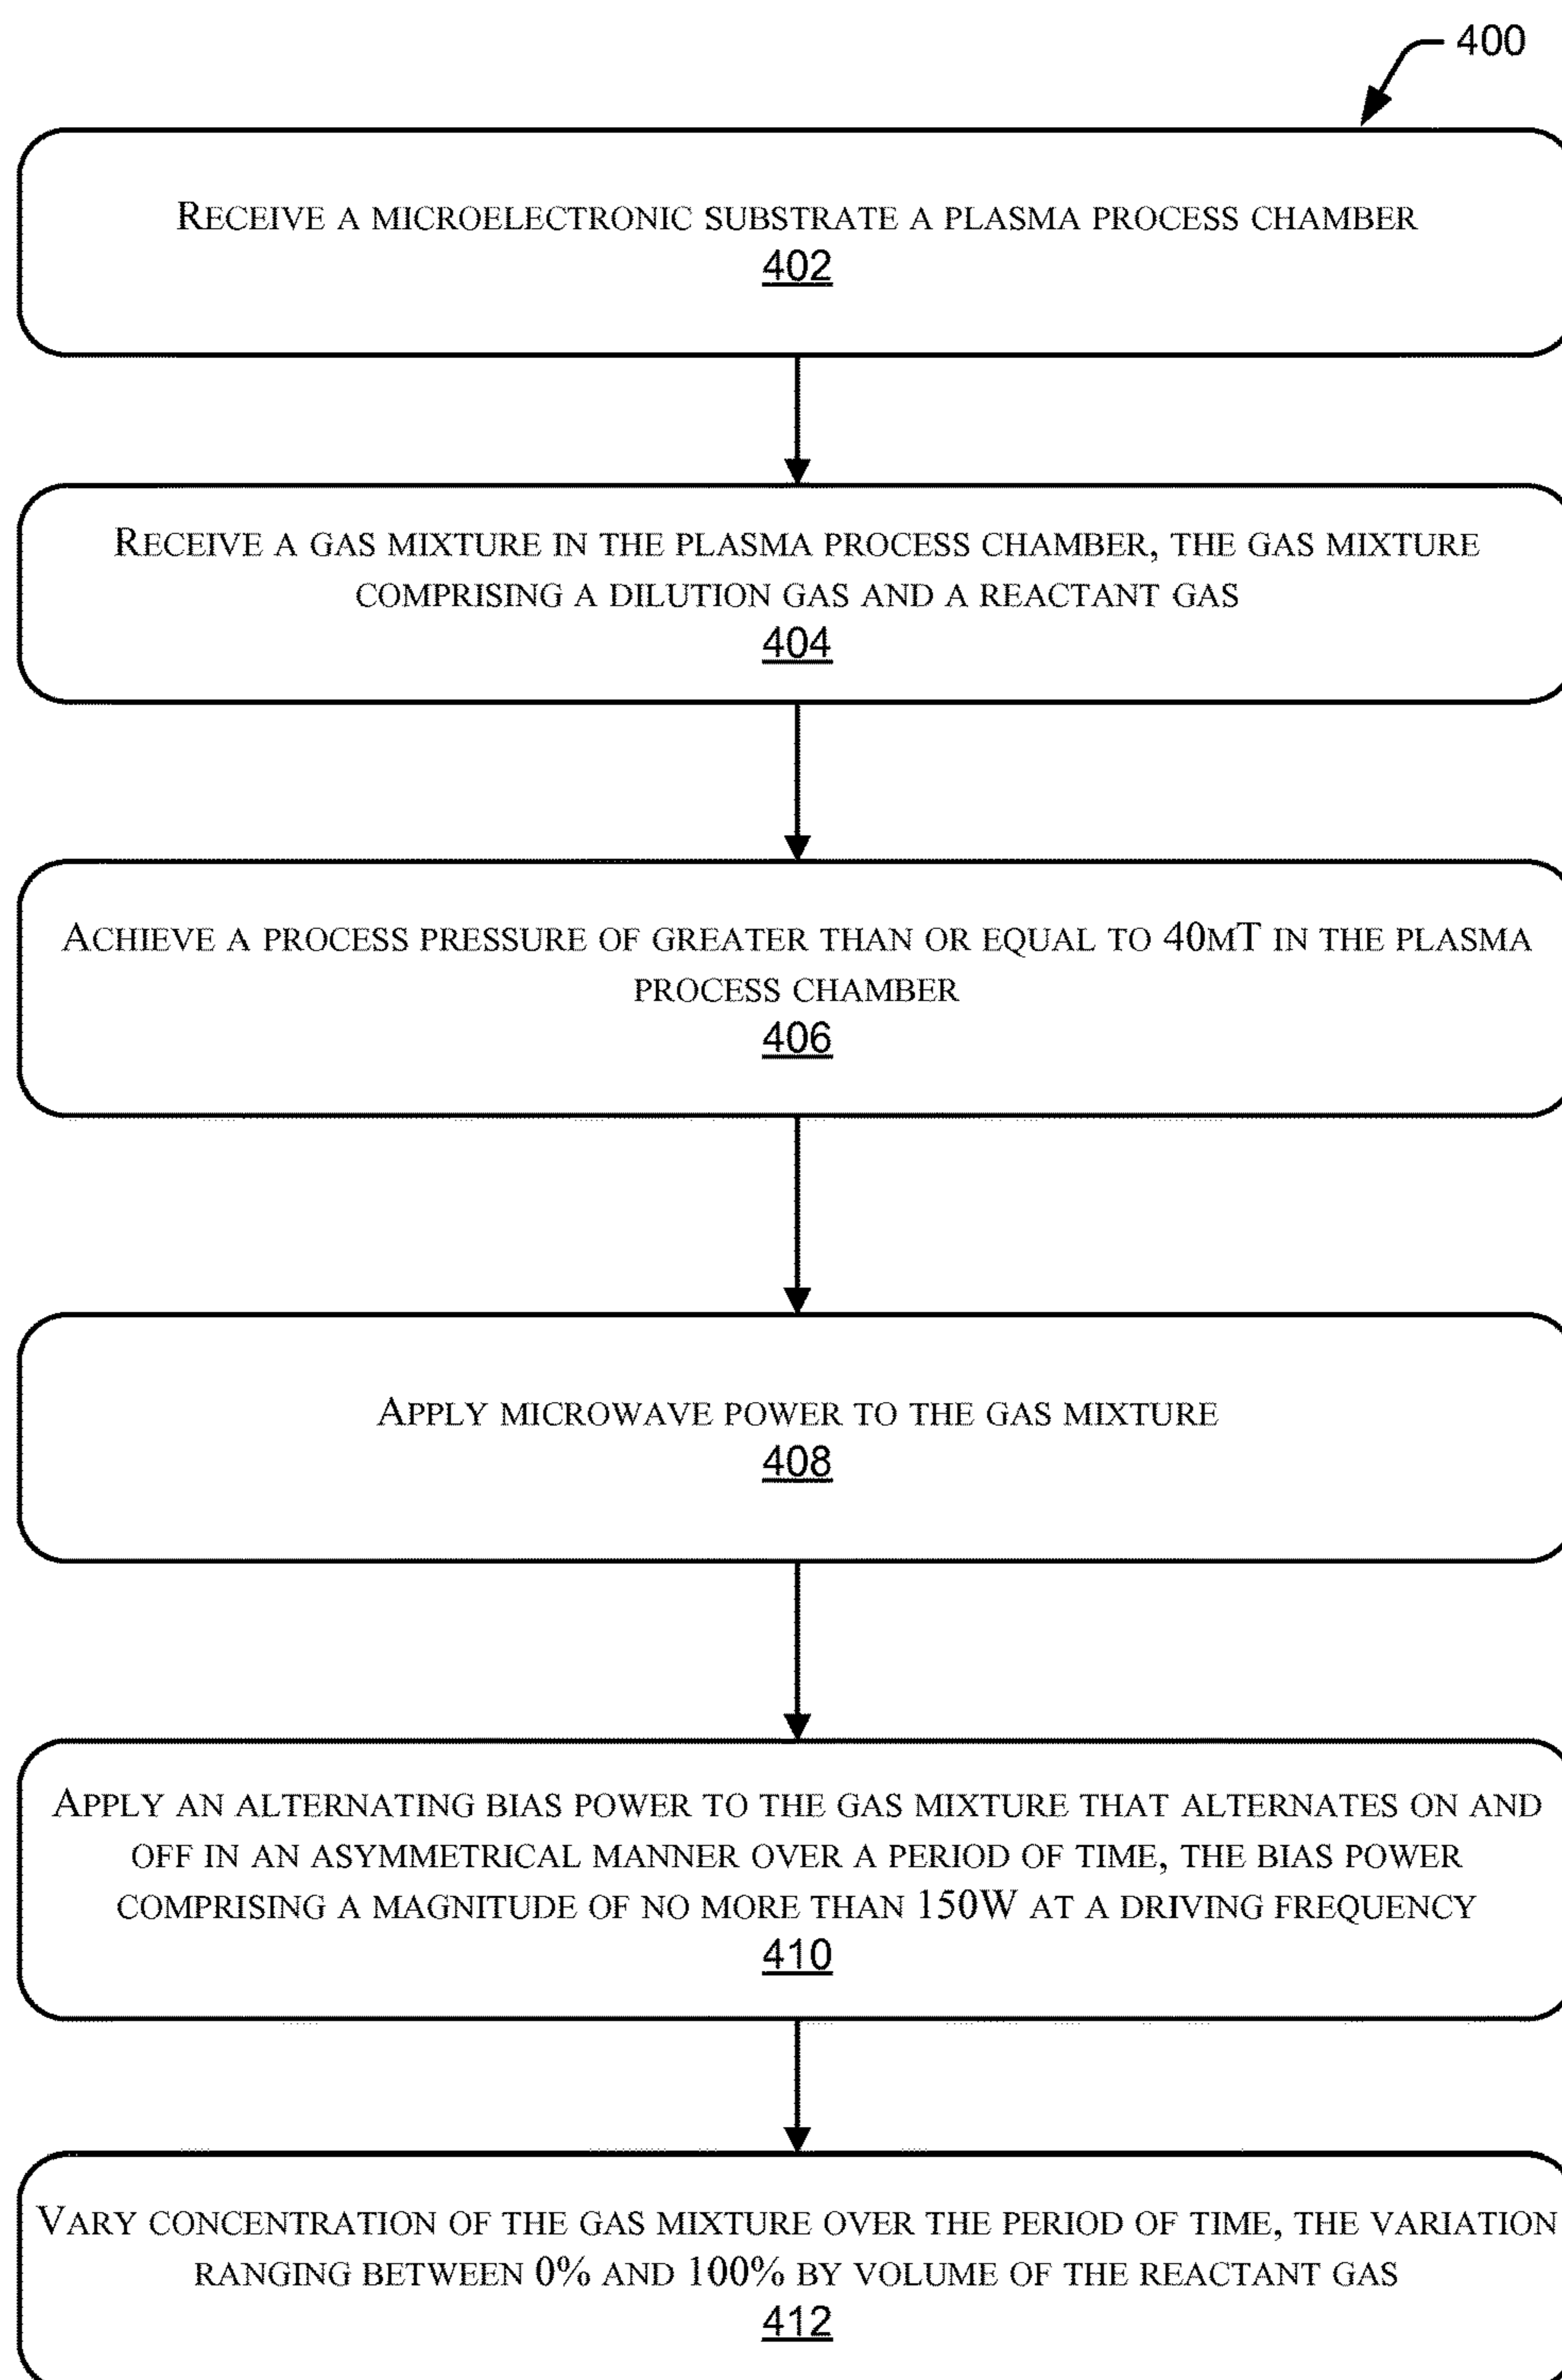 400
RECEIVE A MICROELECTRONIC SUBSTRATE A PLASMA PROCESS CHAMBER
402
RECEIVE A GAS MIXTURE IN THE PLASMA PROCESS CHAMBER, THE GAS MIXTURE
COMPRISING A DILUTION GAS AND A REACTANT GAS
404
ACHIEVE A PROCESS PRESSURE OF GREATER THAN OR EQUAL TO 40MT IN THE PLASMA
PROCESS CHAMBER
406
APPLY MICROWAVE POWER TO THE GAS MIXTURE
408
APPLY AN ALTERNATING BIAS POWER TO THE GAS MIXTURE THAT ALTERNATES ON AND
OFF IN AN ASYMMETRICAL MANNER OVER A PERIOD OF TIME, THE BIAS POWER
COMPRISING A MAGNITUDE OF NO MORE THAN 150W AT A DRIVING FREQUENCY
410
VARY CONCENTRATION OF THE GAS MIXTURE OVER THE PERIOD OF TIME, THE VARIATION
RANGING BETWEEN 0% AND 100% BY VOLUME OF THE REACTANT GAS
412